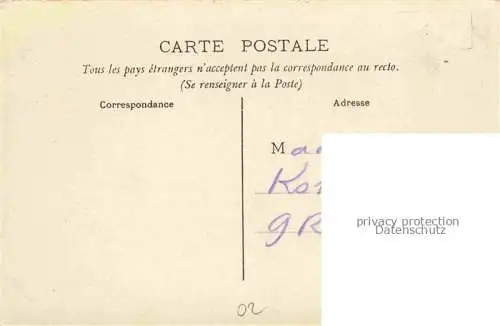 CARTE POSTALE
Tous les pays étrangers n'acceptent pas la correspondance au recto.
(Se renseigner à la Poste)
Correspondance
Adresse
M
privacy protection
Datenschutz
02